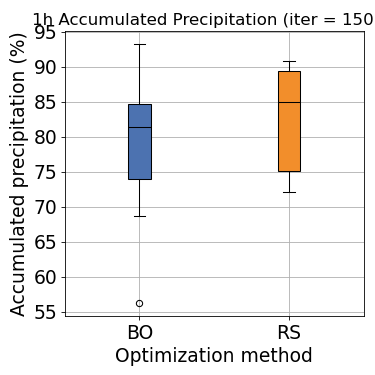 1h Accumulated Precipitation (iter = 150
Accumulated precipitation (%)
95
90
85
80
75
70
65
60
55
BO RS
Optimization method